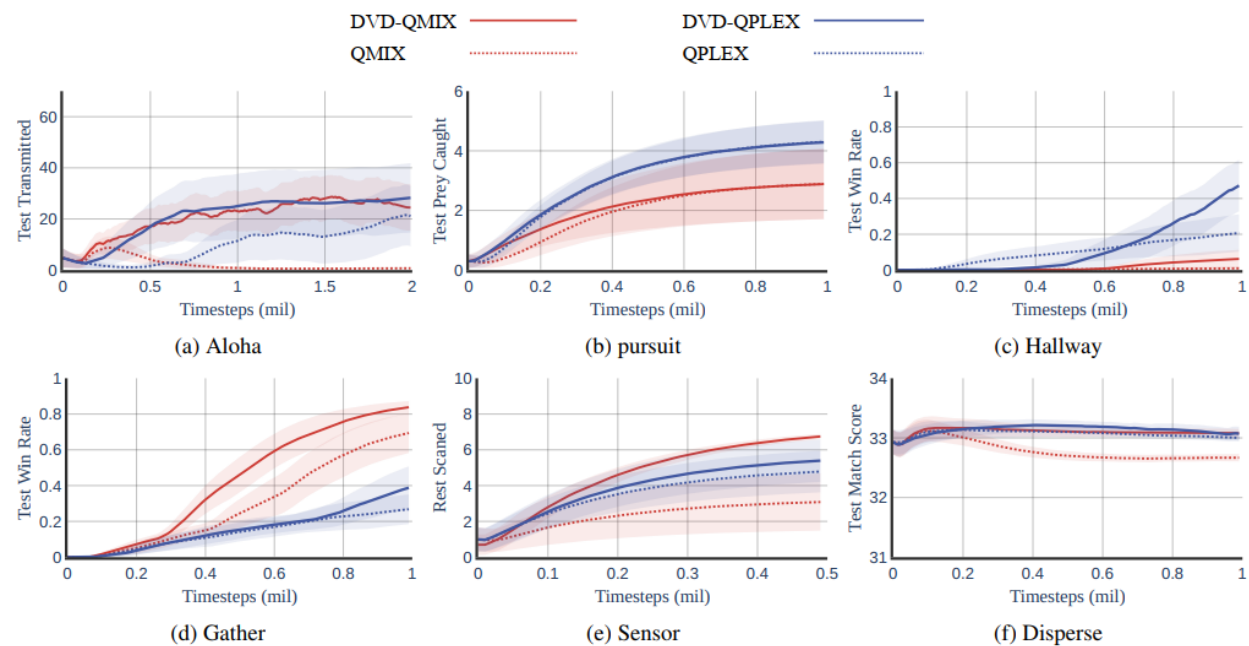 DVD-QMIX DVD-QPLEX
QMIX QPLEX
60
40
20
0
Test Transmitted
0 0.5 1 1.5 2
Timesteps (mil)
(a) Aloha
6
4
2
0
Test Prey Caught
0 0.2 0.4 0.6 0.8 1
Timesteps (mil)
(b) pursuit
1
0.8
0.6
0.4
0.2
0
Test Win Rate
0 0.2 0.4 0.6 0.8 1
Timesteps (mil)
(c) Hallway
1
0.8
0.6
0.4
0.2
0
Test Win Rate
0 0.2 0.4 0.6 0.8 1
Timesteps (mil)
(d) Gather
10
8
6
4
2
0
Rest Scaned
0 0.1 0.2 0.3 0.4 0.5
Timesteps (mil)
(e) Sensor
34
33
32
31
Test Match Score
0 0.2 0.4 0.6 0.8 1
Timesteps (mil)
(f) Disperse